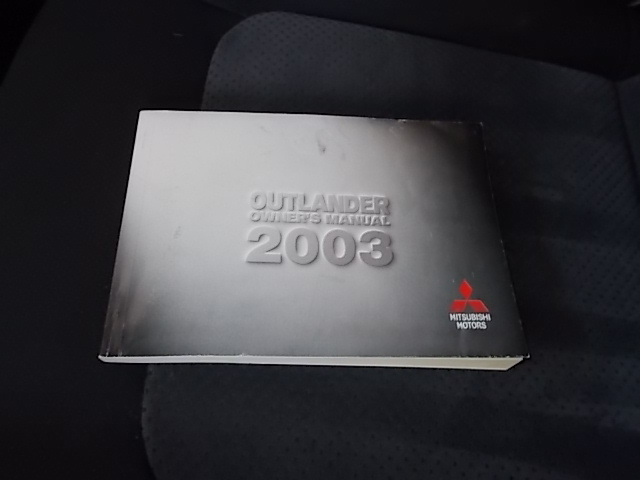 OUTLANDER
OWNER'S MANUAL
2003
MITSUBISHI
MOTORS